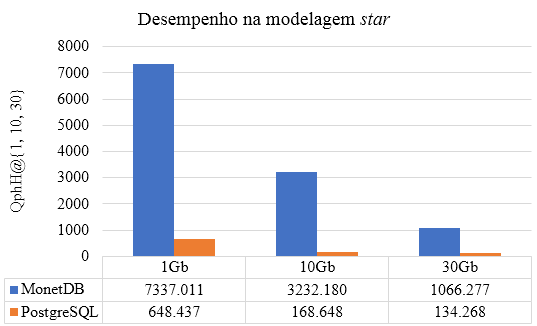 Desempenho na modelagem star
QphH@{1, 10, 30}
8000
7000
6000
5000
4000
3000
2000
1000
0
1Gb 10Gb 30Gb
MonetDB 7337.011 3232.180 1066.277
PostgreSQL 648.437 168.648 134.268